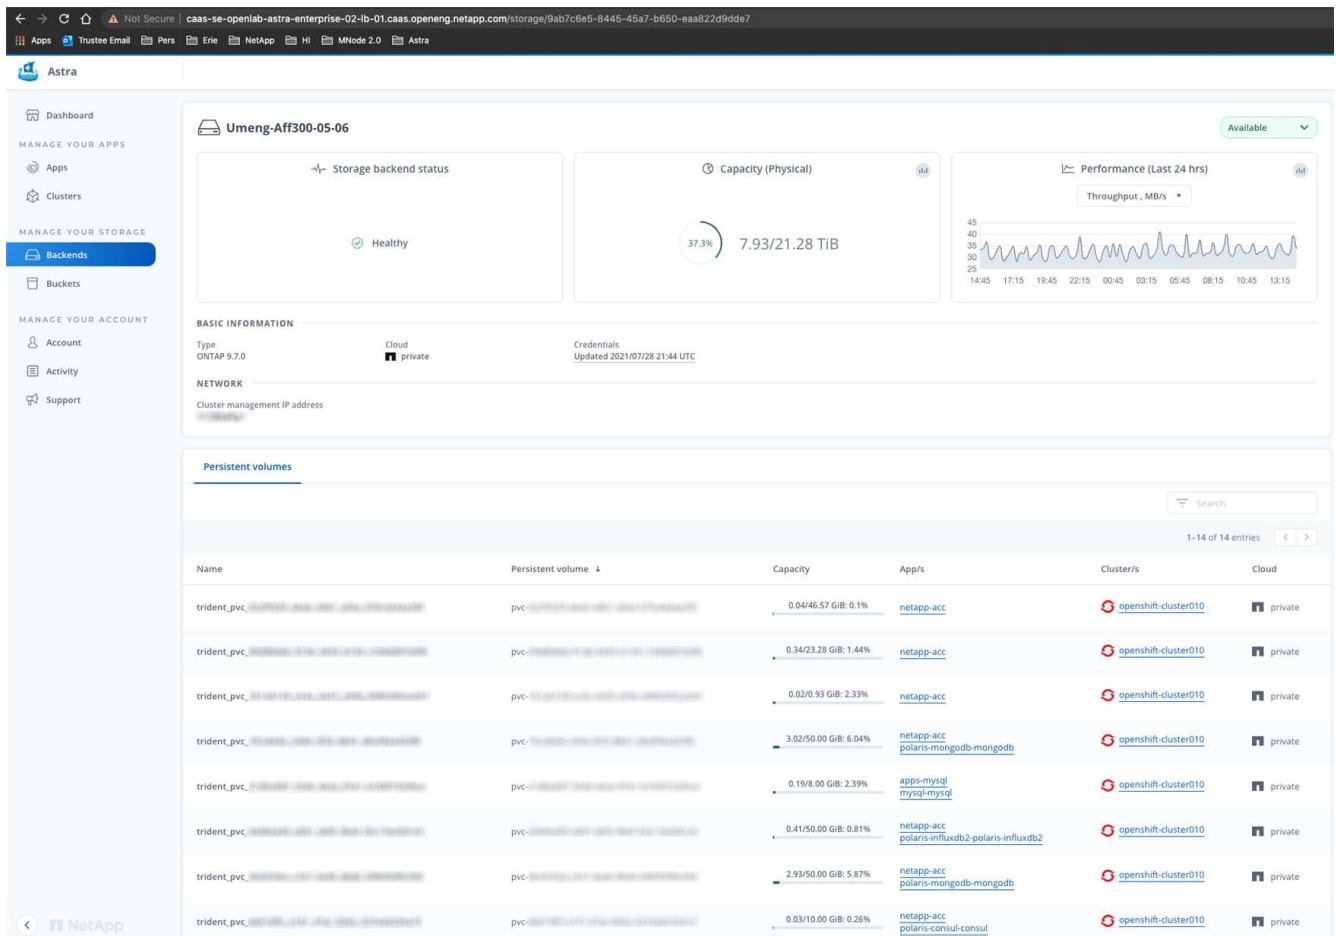 Not Secure | caas-se-openlab-astra-enterprise-02-lb-01.caas.openeng.netapp.com/storage/9ab7c6e5-8445-45a7-b650-eaa822d9dde7
Apps Trustee Email Pers Erie NetApp HI MNode 2.0 Astra
Astra
Dashboard
MANAGE YOUR APPS
Apps
Clusters
MANAGE YOUR STORAGE
Backends
Buckets
MANAGE YOUR ACCOUNT
Account
Activity
Support
NetApp
Umeng-Aff300-05-06
Available
Storage backend status
Healthy
Capacity (Physical)
37.3%
7.93/21.28 TiB
Performance (Last 24 hrs)
Throughput , MB/s
45
40
35
30
25
14:45 17:15 19:45 22:15 00:45 03:15 05:45 08:15 10:45 13:15
BASIC INFORMATION
Type Cloud Credentials
ONTAP 9.7.0 private Updated 2021/07/28 21:44 UTC
NETWORK
Cluster management IP address
Persistent volumes
Search
1-14 of 14 entries
Name Persistent volume Capacity App/s Cluster/s Cloud
trident_pvc_ pvc- 0.04/46.57 GiB: 0.1% netapp-acc openshift-cluster010 private
trident_pvc_ pvc- 0.34/23.28 GiB: 1.44% netapp-acc openshift-cluster010 private
trident_pvc_ pvc- 0.02/0.93 GiB: 2.33% netapp-acc openshift-cluster010 private
trident_pvc_ pvc- 3.02/50.00 GiB: 6.04% netapp-acc openshift-cluster010 private
polaris-mongodb-mongodb
trident_pvc_ pvc- 0.19/8.00 GiB: 2.39% apps-mysql openshift-cluster010 private
mysql-mysql
trident_pvc_ pvc- 0.41/50.00 GiB: 0.81% netapp-acc openshift-cluster010 private
polaris-influxdb2-polaris-influxdb2
trident_pvc_ pvc- 2.93/50.00 GiB: 5.87% netapp-acc openshift-cluster010 private
polaris-mongodb-mongodb
trident_pvc_ pvc- 0.03/10.00 GiB: 0.26% netapp-acc openshift-cluster010 private
polaris-consul-consul